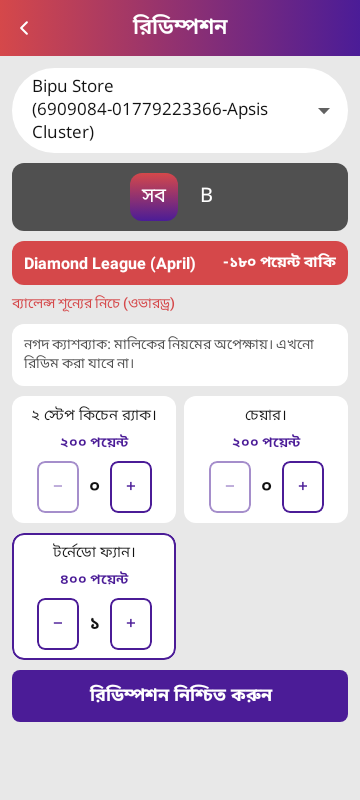 রিডিম্পশন
Bipu Store
(6909084-01779223366-Apsis
Cluster)
সব B
Diamond League (April) -১৮০ পয়েন্ট বাকি
ব্যালেন্স শূন্যের নিচে (ওভারড্র)
নগদ ক্যাশব্যাক: মালিকের নিয়মের অপেক্ষায়। এখনো
রিডিম করা যাবে না।
২ স্টেপ কিচেন র‍্যাক। চেয়ার।
২০০ পয়েন্ট ২০০ পয়েন্ট
− ০ + − ০ +
টর্নেডো ফ্যান।
৪০০ পয়েন্ট
− ১ +
রিডিম্পশন নিশ্চিত করুন